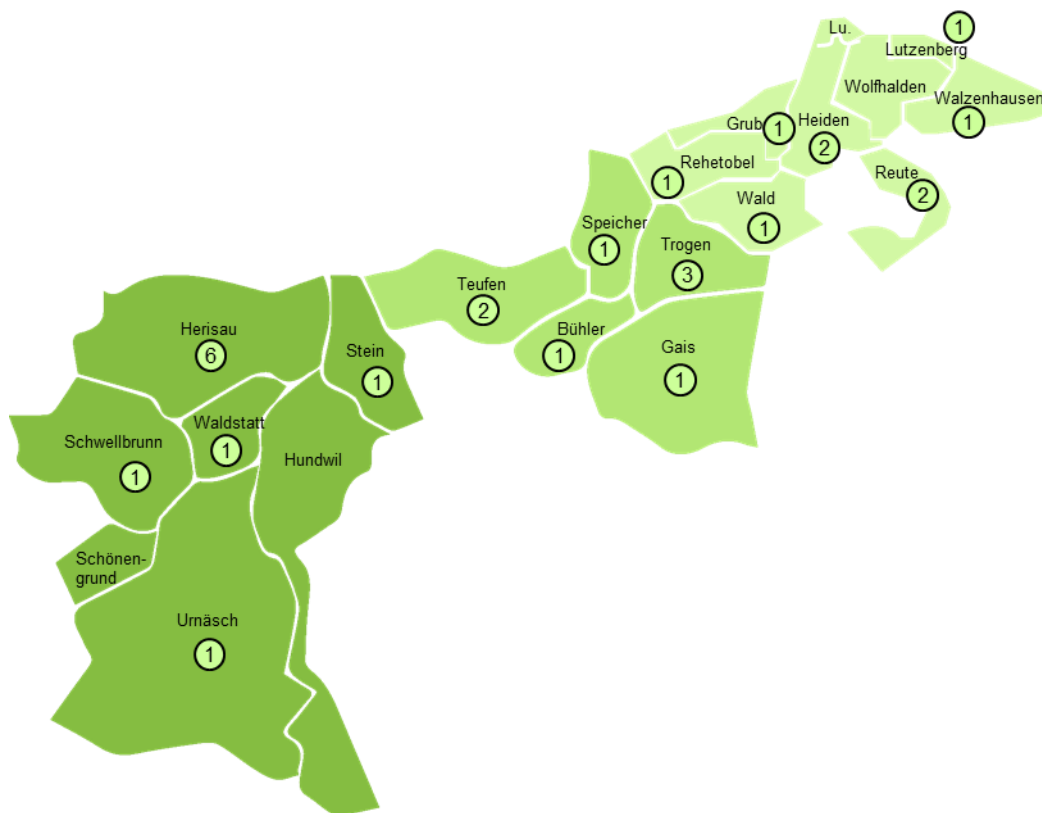 Lu.
1
Lutzenberg
Wolfhalden
Walzenhausen
1
Grub
1
Heiden
2
Rehetobel
1
Reute
2
Wald
1
Speicher
1
Trogen
3
Teufen
2
Bühler
1
Gais
1
Herisau
6
Stein
1
Waldstatt
1
Schwellbrunn
1
Hundwil
Schönen-
grund
Urnäsch
1